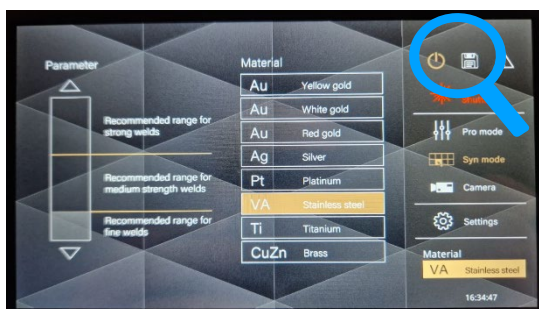 Parameter
Recommended range for
strong welds
Recommended range for
medium strength welds
Recommended range for
fine welds
Material
Au Yellow gold
Au White gold
Au Red gold
Ag Silver
Pt Platinum
VA Stainless steel
Ti Titanium
CuZn Brass
Pro mode
Syn mode
Camera
Settings
Material
VA Stainless steel
16:34:47